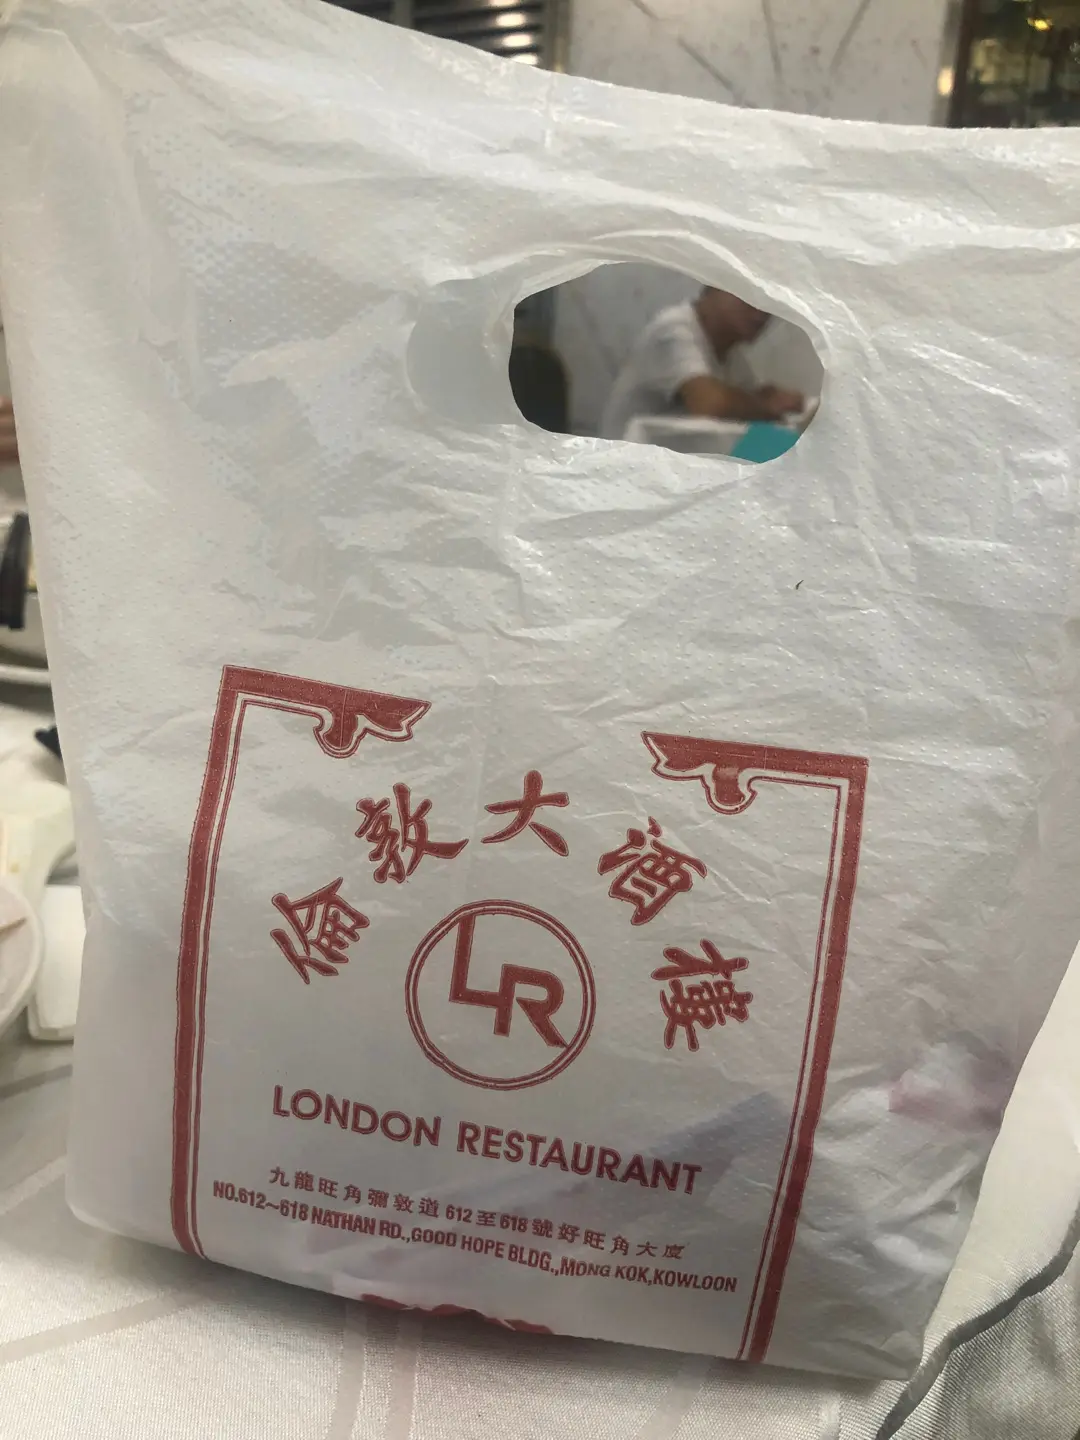 倫敦大酒樓
LR
LONDON RESTAURANT
九龍旺角彌敦道612至618號好旺角大廈
NO.612~618 NATHAN RD.,GOOD HOPE BLDG.,MONG KOK,KOWLOON